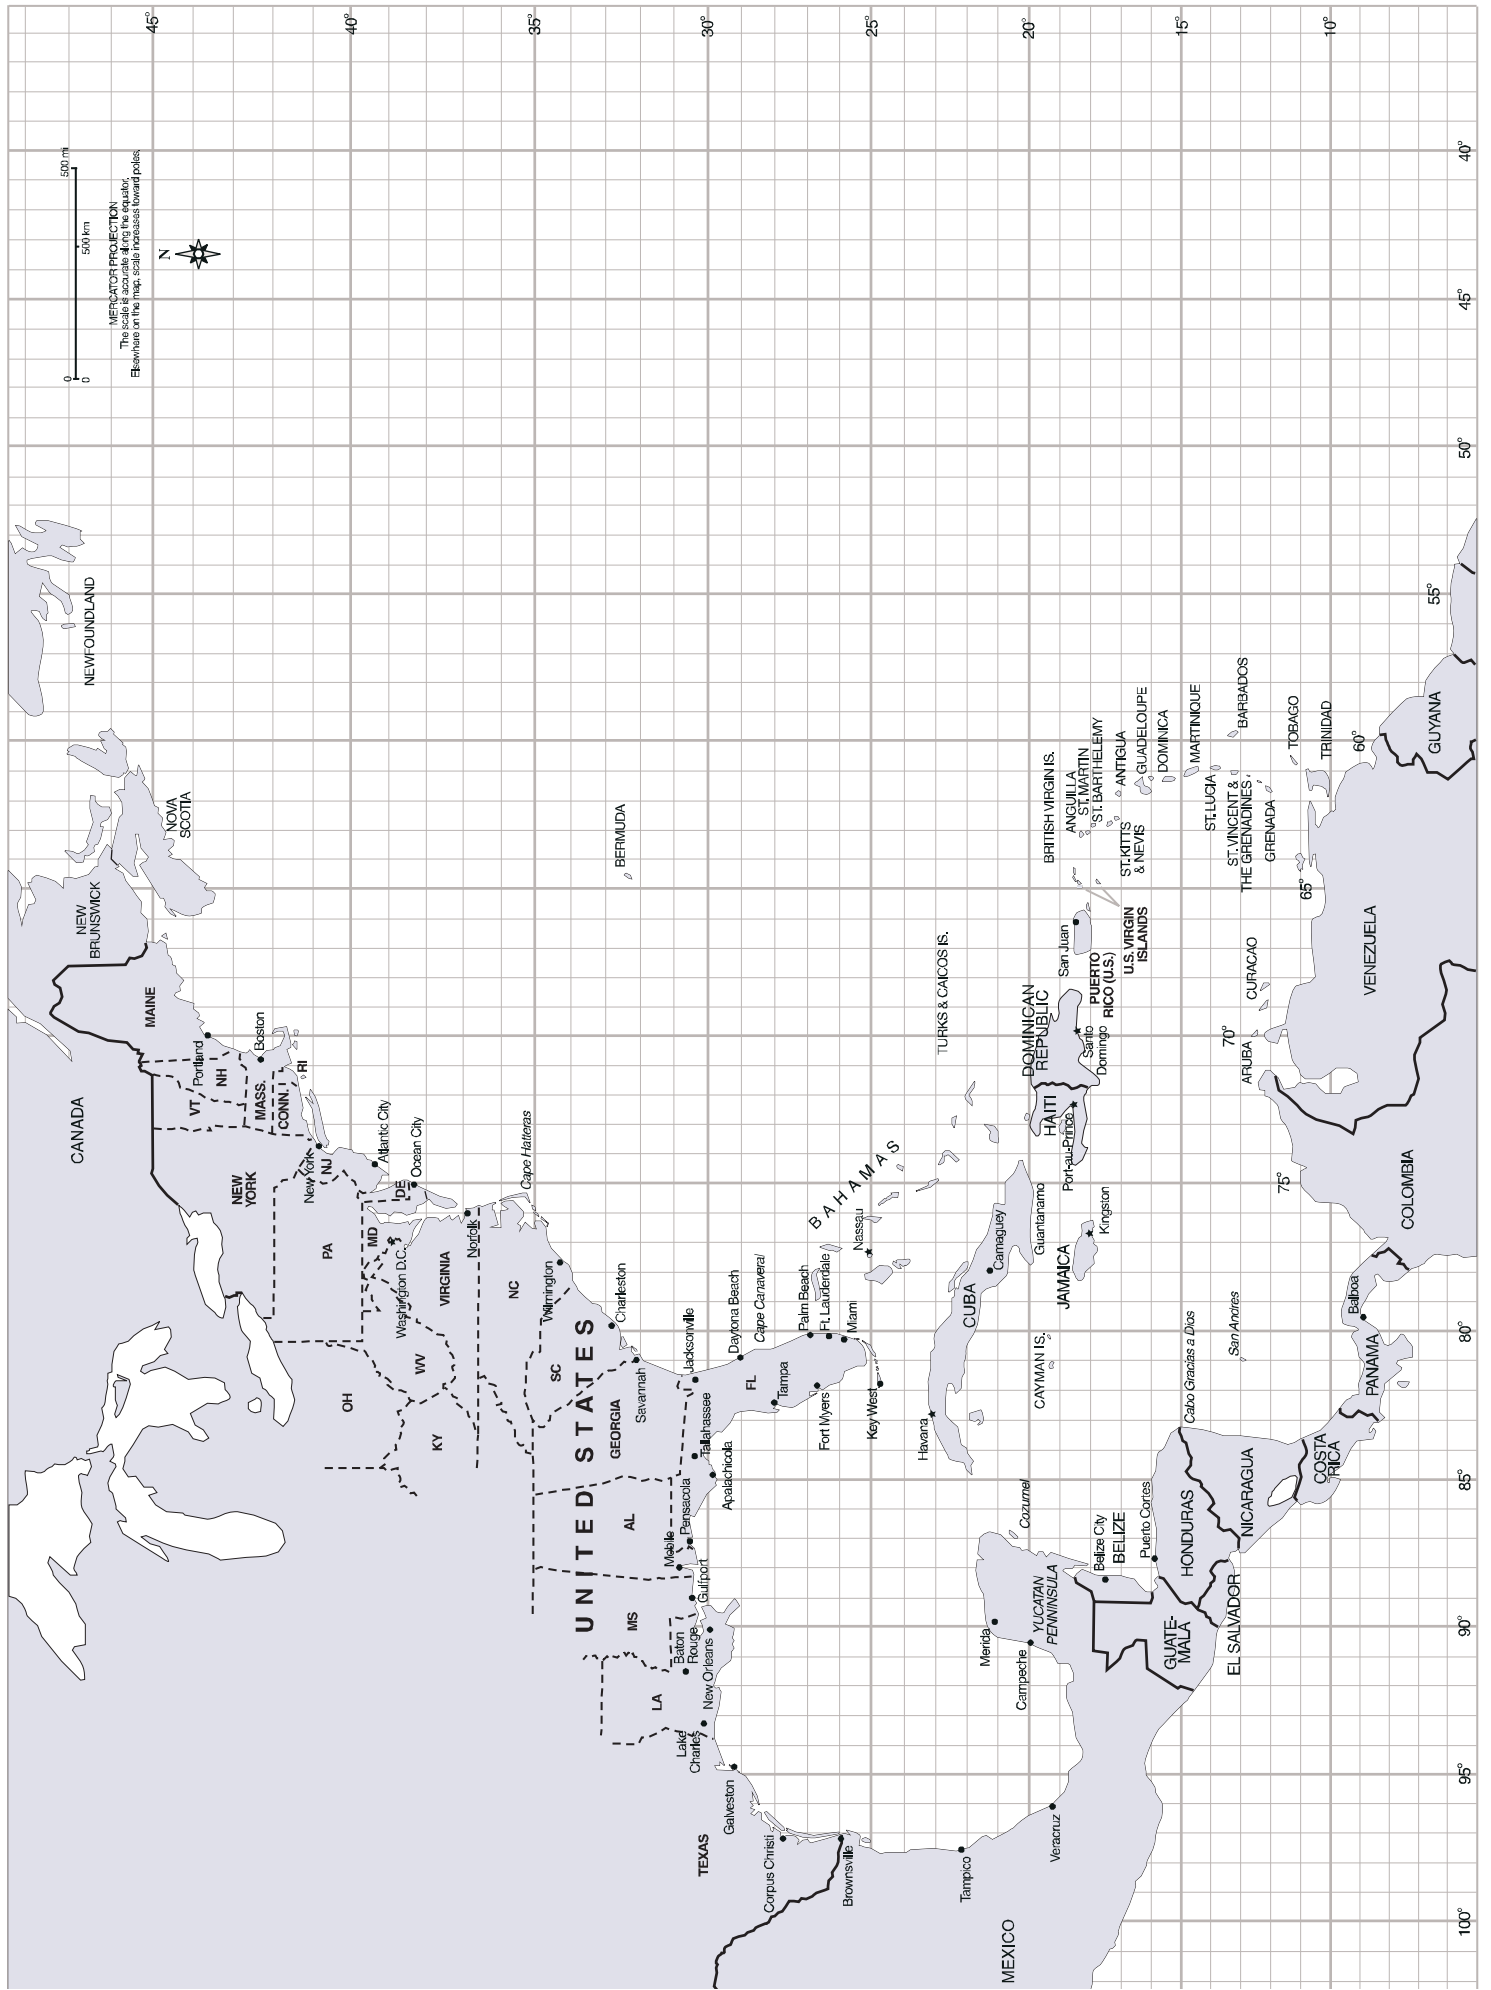 45°
40°
35°
30°
25°
20°
15°
10°
0
500 mi
0
500 km
MERCATOR PROJECTION
The scale is accurate along the equator.
Elsewhere on the map, scale increases toward poles.
N
CANADA
NEW
BRUNSWICK
NOVA
SCOTIA
NEWFOUNDLAND
MAINE
Portland
VT
NH
Boston
MASS.
CONN.
RI
NEW
YORK
New York
NJ
PA
Atlantic City
DE
Ocean City
MD
Washington D.C.
OH
WV
VIRGINIA
KY
Norfolk
Cape Hatteras
NC
Wilmington
SC
Charleston
UNITED STATES
GEORGIA
Savannah
AL
MS
LA
TEXAS
Jacksonville
Tallahassee
Pensacola
Mobile
Gulfport
Baton
Rouge
New Orleans
Lake
Charles
Apalachicola
Galveston
Daytona Beach
Cape Canaveral
FL
Tampa
Corpus Christi
Palm Beach
Ft. Lauderdale
Fort Myers
Miami
Key West
Brownsville
BERMUDA
BAHAMAS
Nassau
Havana
CUBA
Camaguey
Guantanamo
TURKS & CAICOS IS.
Tampico
MEXICO
Merida
Campeche
Cozumel
YUCATAN
PENNINSULA
Veracruz
CAYMAN IS.
JAMAICA
Kingston
HAITI
Port-au-Prince
DOMINICAN
REPUBLIC
Santo
Domingo
San Juan
PUERTO
RICO (U.S.)
U.S. VIRGIN
ISLANDS
BRITISH VIRGIN IS.
ANGUILLA
ST. MARTIN
ST. BARTHELEMY
ANTIGUA
ST. KITTS
& NEVIS
GUADELOUPE
DOMINICA
MARTINIQUE
ST. LUCIA
ST. VINCENT &
THE GRENADINES
BARBADOS
GRENADA
TOBAGO
TRINIDAD
Belize City
BELIZE
Puerto Cortes
GUATE-
MALA
HONDURAS
EL SALVADOR
Cabo Gracias a Dios
NICARAGUA
San Andres
COSTA
RICA
PANAMA
Balboa
COLOMBIA
ARUBA
CURACAO
VENEZUELA
GUYANA
100°
95°
90°
85°
80°
75°
70°
65°
60°
55°
50°
45°
40°